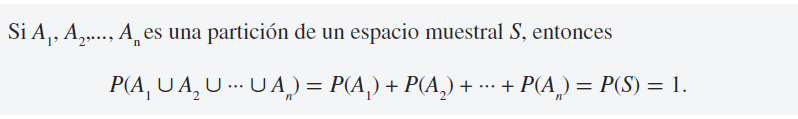 Si A₁, A₂,..., Aₙ es una partición de un espacio muestral S, entonces
P(A₁ ∪ A₂ ∪ ··· ∪ Aₙ) = P(A₁) + P(A₂) + ··· + P(Aₙ) = P(S) = 1.